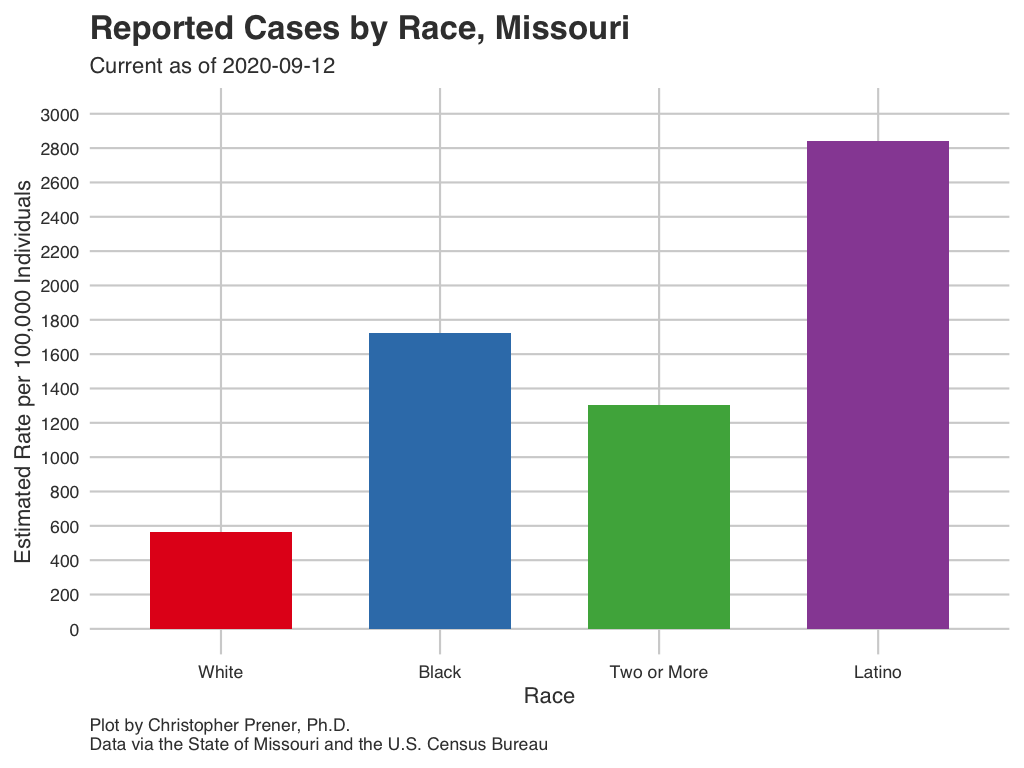 Reported Cases by Race, Missouri
Current as of 2020-09-12
Estimated Rate per 100,000 Individuals
3000
2800
2600
2400
2200
2000
1800
1600
1400
1200
1000
800
600
400
200
0
White Black Two or More Latino
Race
Plot by Christopher Prener, Ph.D.
Data via the State of Missouri and the U.S. Census Bureau